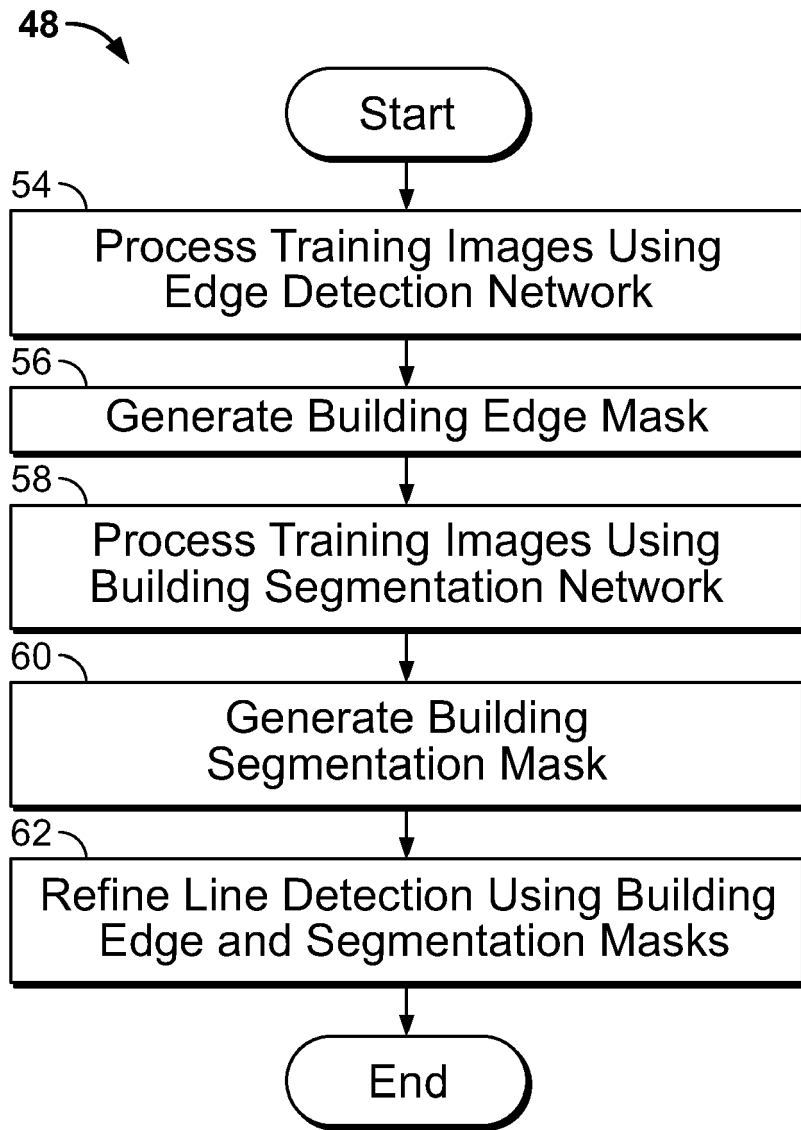 48
Start
54
Process Training Images Using
Edge Detection Network
56
Generate Building Edge Mask
58
Process Training Images Using
Building Segmentation Network
60
Generate Building
Segmentation Mask
62
Refine Line Detection Using Building
Edge and Segmentation Masks
End